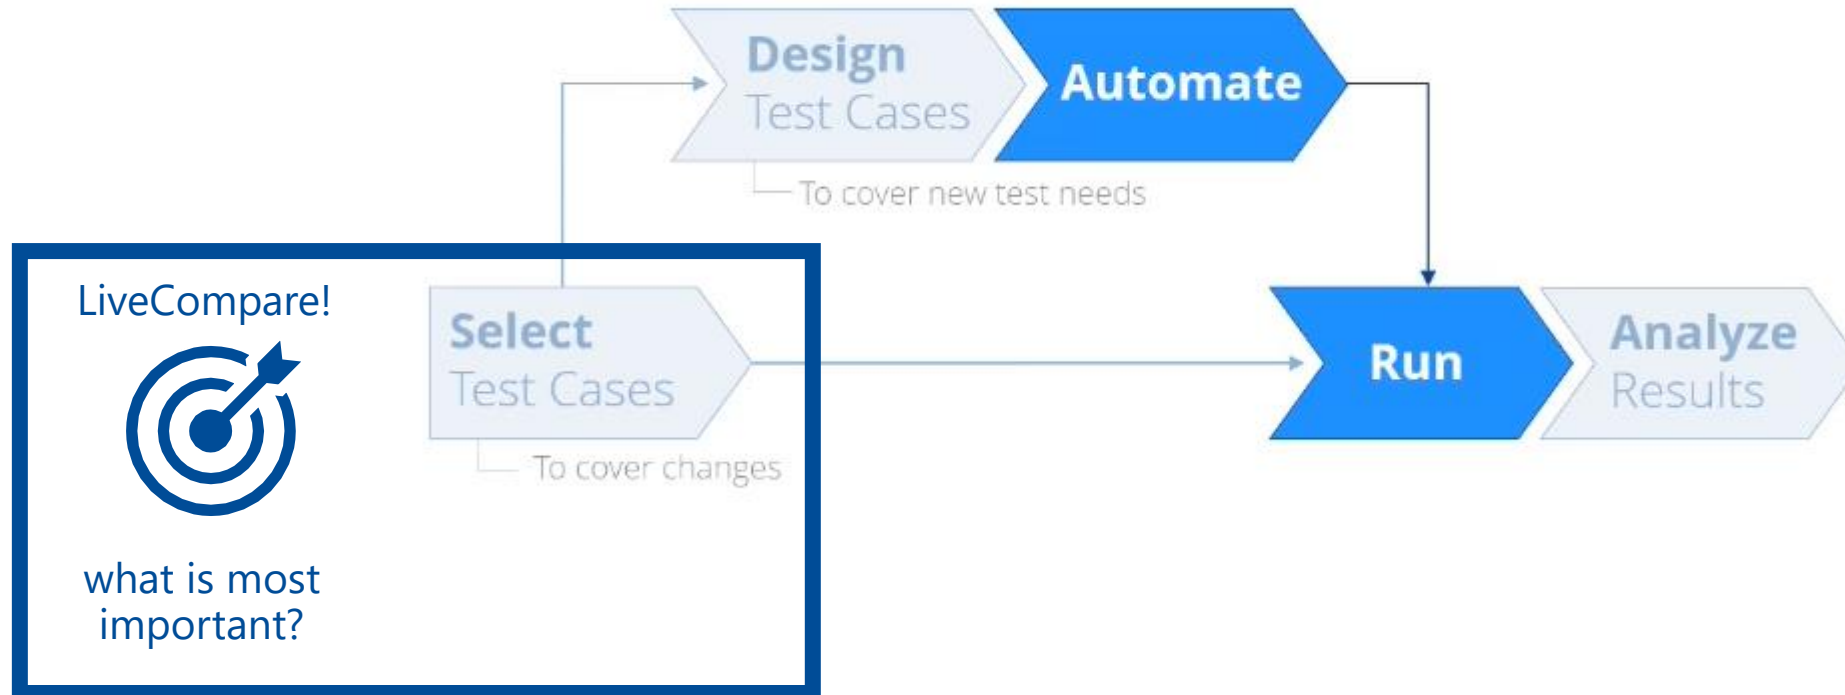 Design
Test Cases
Automate
To cover new test needs
LiveCompare!
what is most
important?
Select
Test Cases
To cover changes
Run
Analyze
Results